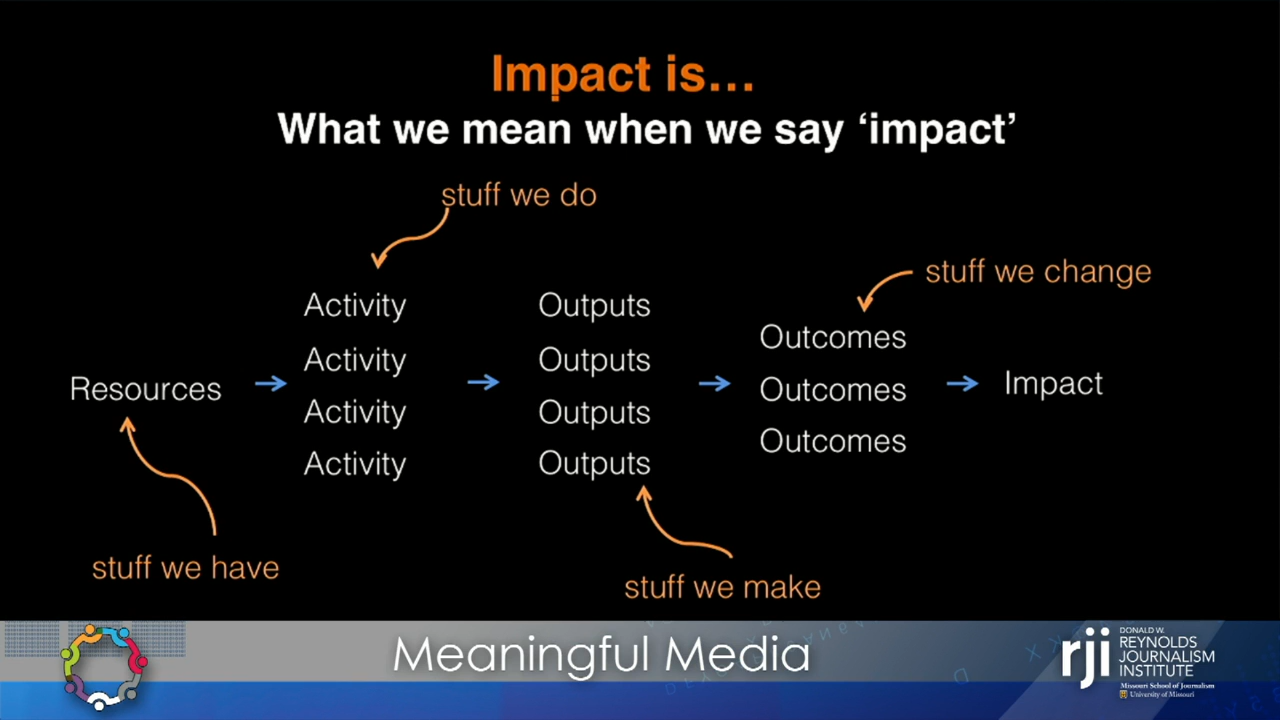 Impact is...
What we mean when we say ‘impact’
stuff we do
stuff we change
Activity
Activity
Activity
Activity
Outputs
Outputs
Outputs
Outputs
Outcomes
Outcomes
Outcomes
Resources
Impact
stuff we have
stuff we make
Meaningful Media
rji
DONALD W.
REYNOLDS
JOURNALISM
INSTITUTE
Missouri School of Journalism
University of Missouri